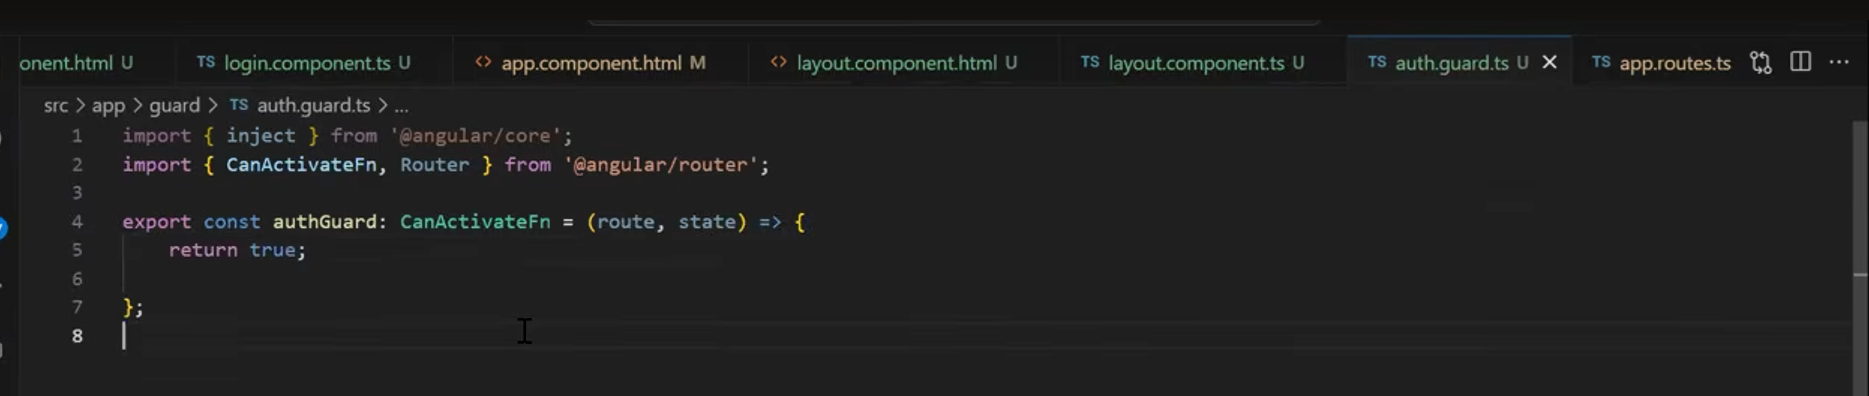 onent.html U TS login.component.ts U <> app.component.html M <> layout.component.html U TS layout.component.ts U TS auth.guard.ts U TS app.routes.ts
src > app > guard > TS auth.guard.ts > ...
1 import { inject } from '@angular/core';
2 import { CanActivateFn, Router } from '@angular/router';
3
4 export const authGuard: CanActivateFn = (route, state) => {
5     return true;
6
7 };
8